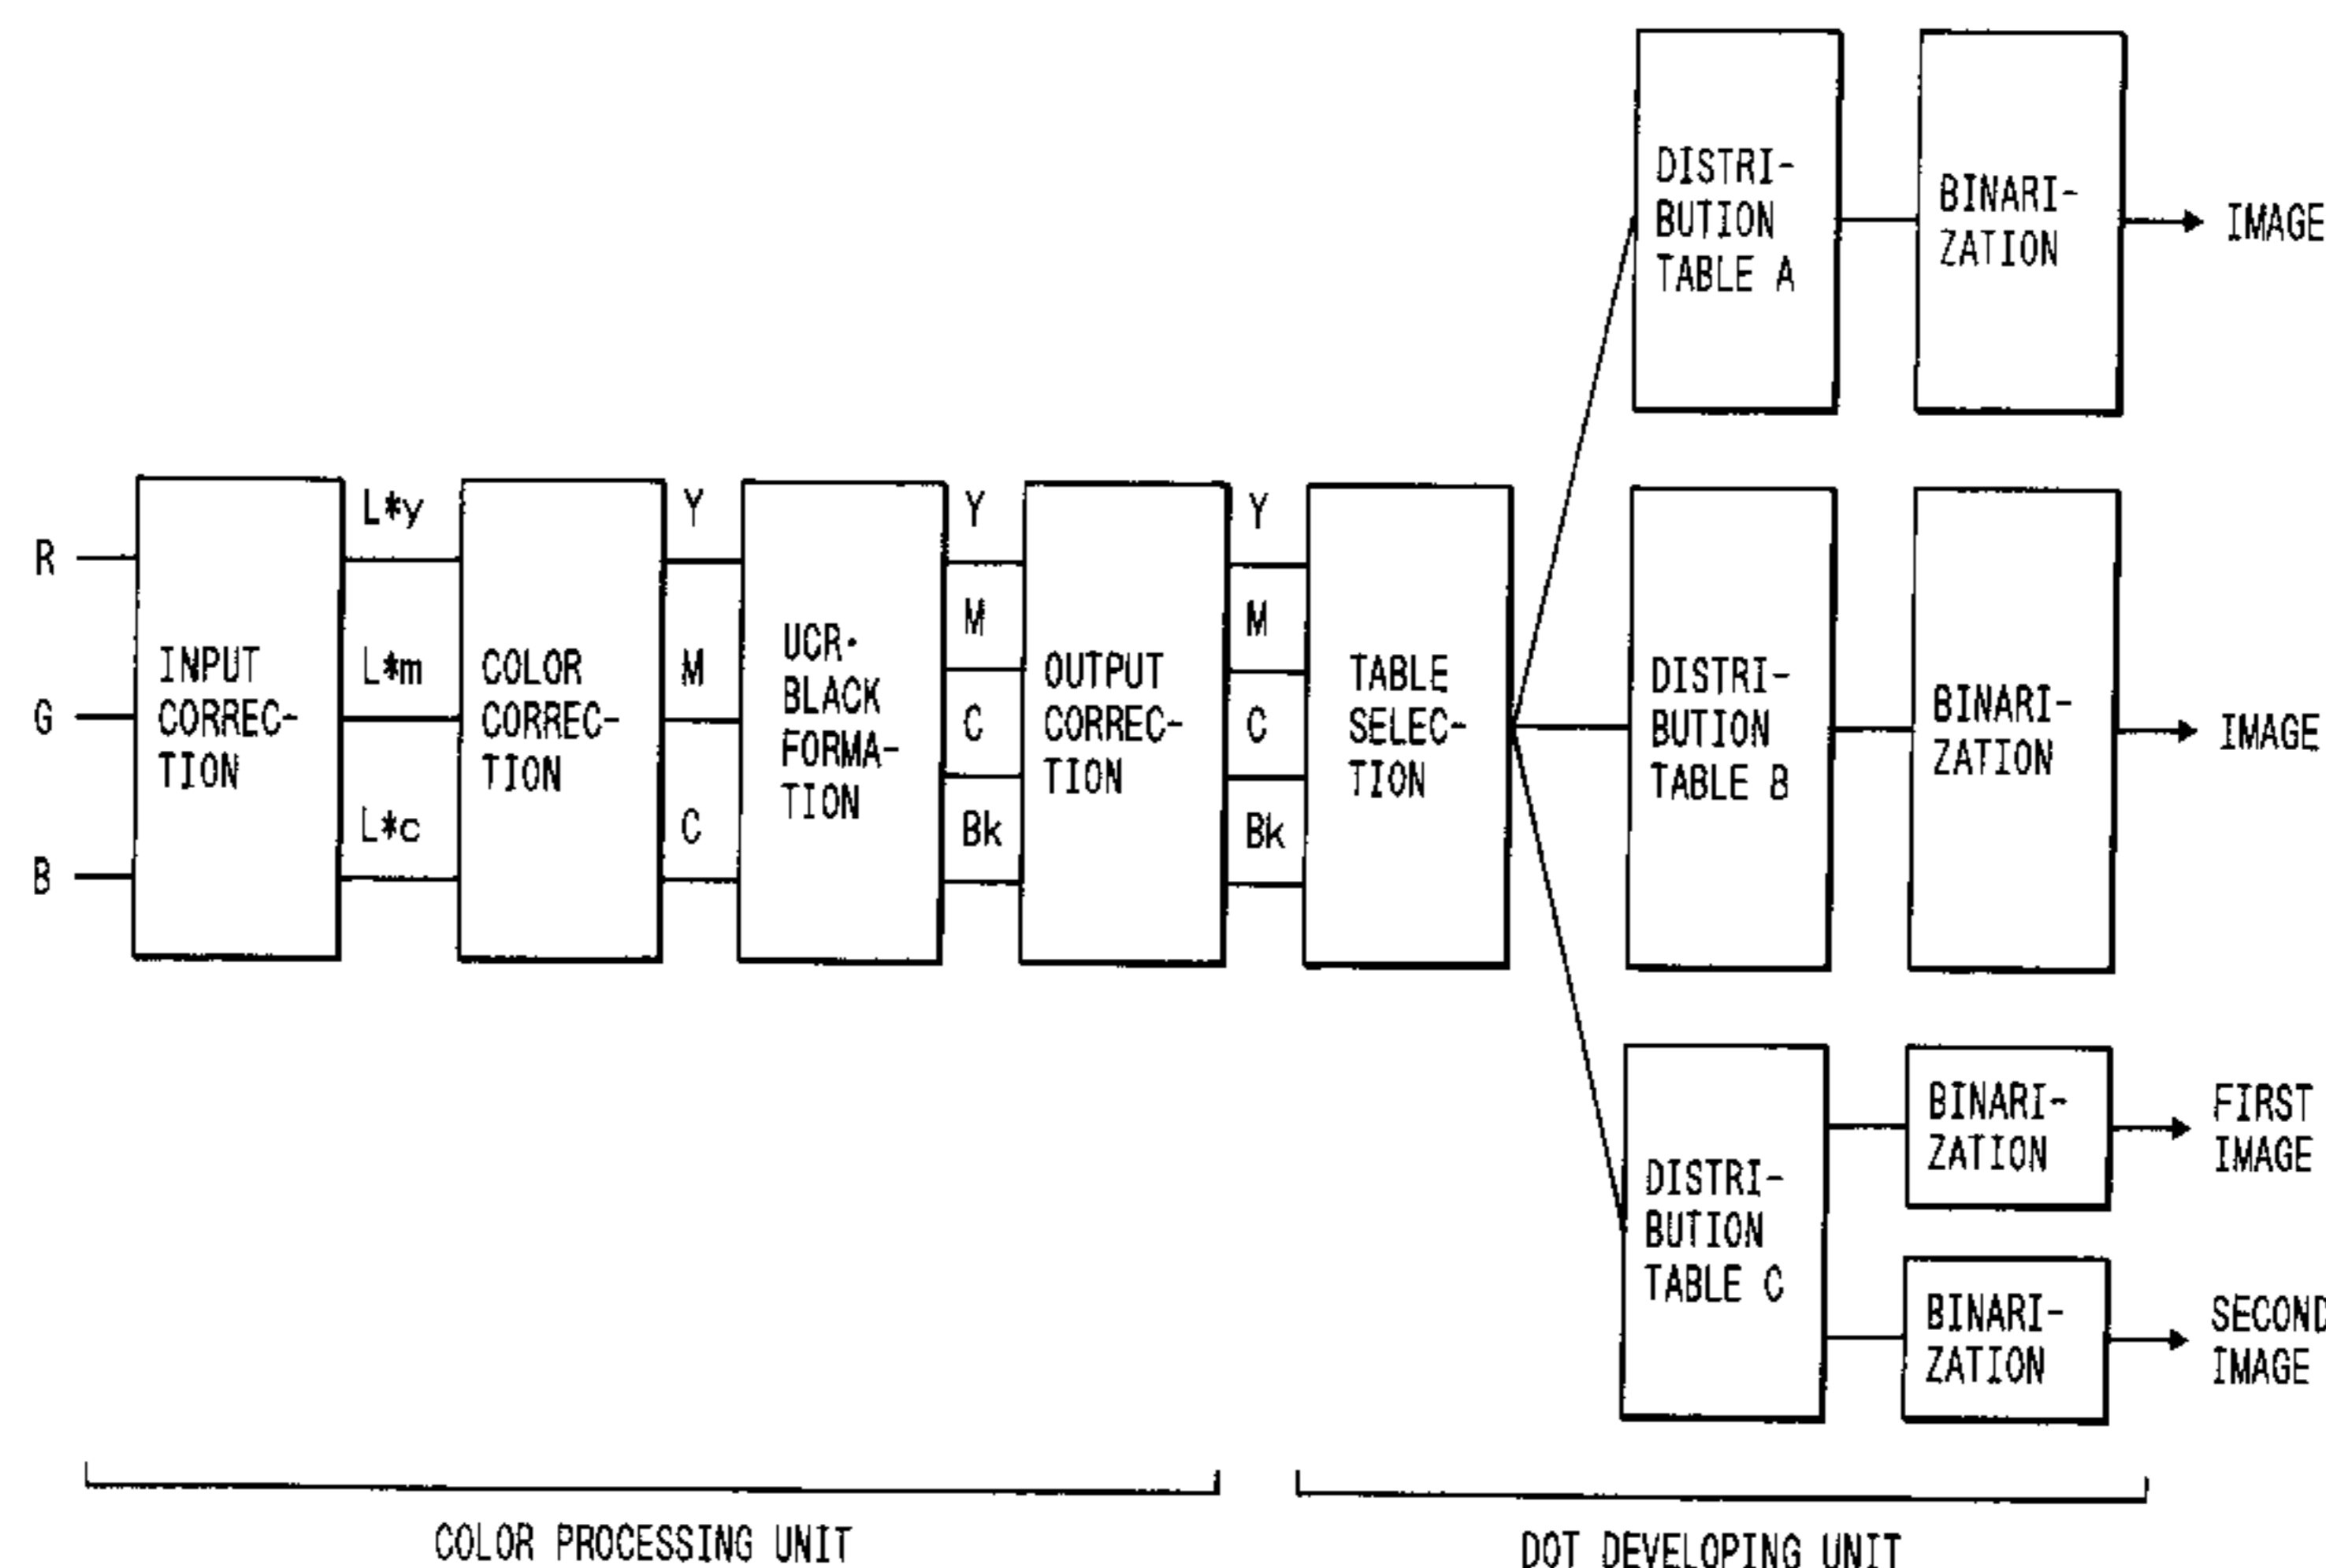 R
G
B
INPUT
CORREC-
TION
L*y
L*m
L*c
COLOR
CORREC-
TION
Y
M
C
UCR·
BLACK
FORMA-
TION
Y
M
C
Bk
OUTPUT
CORREC-
TION
Y
M
C
Bk
TABLE
SELEC-
TION
DISTRI-
BUTION
TABLE A
BINARI-
ZATION
IMAGE
DISTRI-
BUTION
TABLE B
BINARI-
ZATION
IMAGE
DISTRI-
BUTION
TABLE C
BINARI-
ZATION
FIRST
IMAGE
BINARI-
ZATION
SECOND
IMAGE
COLOR PROCESSING UNIT
DOT DEVELOPING UNIT